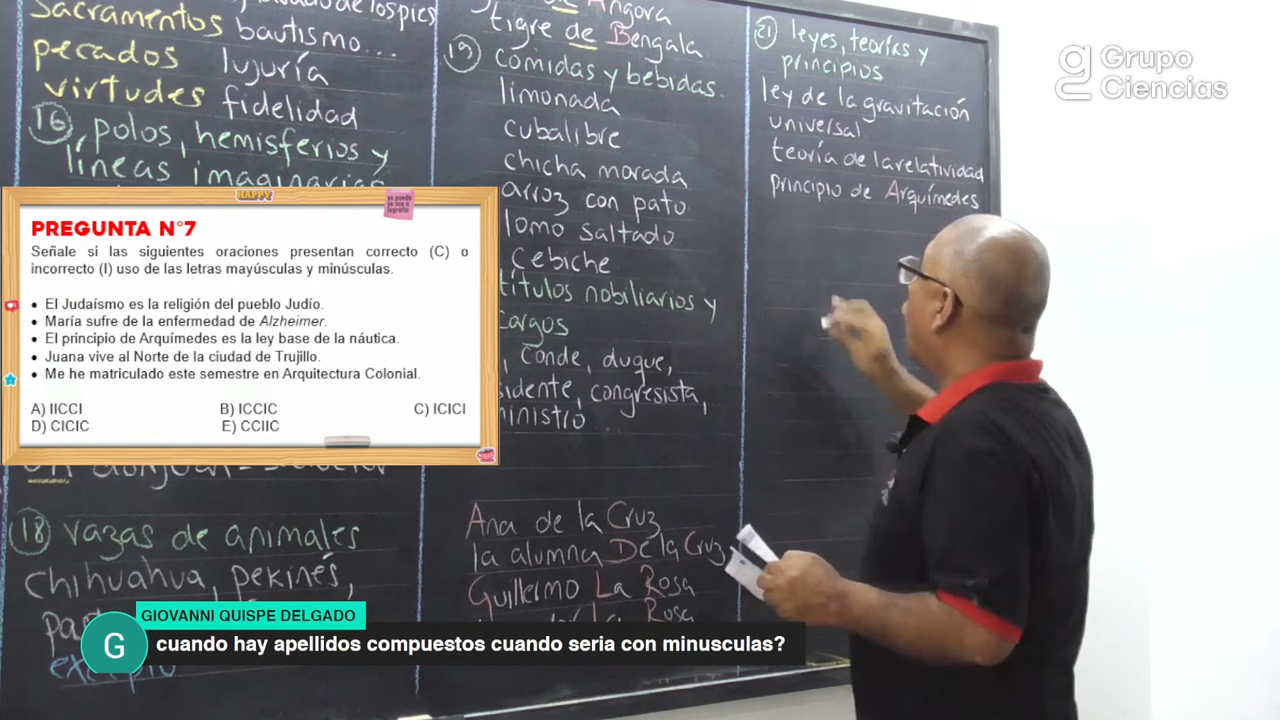 Sacramentos bautismo...
pecados lujuría
virtudes fidelidad
16 polos, hemisferios y
líneas imaginarias
HAPPY
PREGUNTA N°7
Señale si las siguientes oraciones presentan correcto (C) o
incorrecto (I) uso de las letras mayúsculas y minúsculas.
• El Judaísmo es la religión del pueblo Judío.
• María sufre de la enfermedad de Alzheimer.
• El principio de Arquímedes es la ley base de la náutica.
• Juana vive al Norte de la ciudad de Trujillo.
• Me he matriculado este semestre en Arquitectura Colonial.
A) IICCI B) ICCIC C) ICICI
D) CICIC E) CCIIC
18 razas de animales
chihuahua, pekinés,
de Angora
tigre de Bengala
19 comidas y bebidas.
limonada
cubalibre
chicha morada
arroz con pato
lomo saltado
cebiche
títulos nobiliarios y
cargos
conde, duque,
congresista,
Ana de la Cruz
la alumna De la Cruz
Guillermo La Rosa
La Rosa
21 leyes, teorías y
principios
ley de la gravitación
universal
teoría de la relatividad
principio de Arquímedes
Grupo
Ciencias
G
GIOVANNI QUISPE DELGADO
cuando hay apellidos compuestos cuando seria con minusculas?